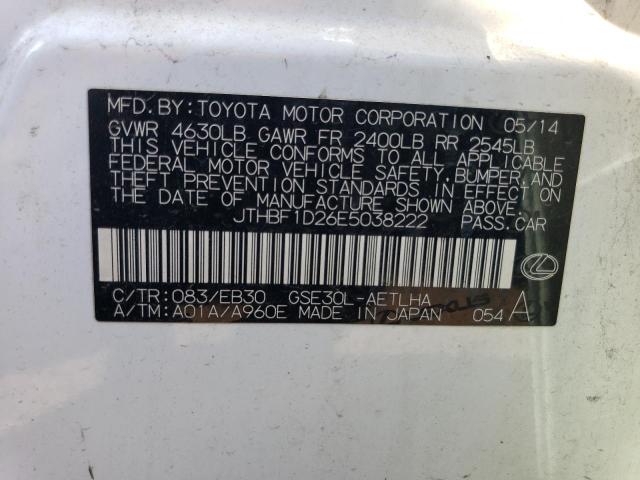 MFD. BY: TOYOTA MOTOR CORPORATION 05/14
GVWR 4630LB GAWR FR 2400LB RR 2545LB
THIS VEHICLE CONFORMS TO ALL APPLICABLE
FEDERAL MOTOR VEHICLE SAFETY, BUMPER, AND
THEFT PREVENTION STANDARDS IN EFFECT ON
THE DATE OF MANUFACTURE SHOWN ABOVE.
JTHBF1D26E5038222 PASS. CAR
C/TR: 083/EB30 GSE30L-AETLHA
A/TM: A01A/A960E MADE IN JAPAN 054 A